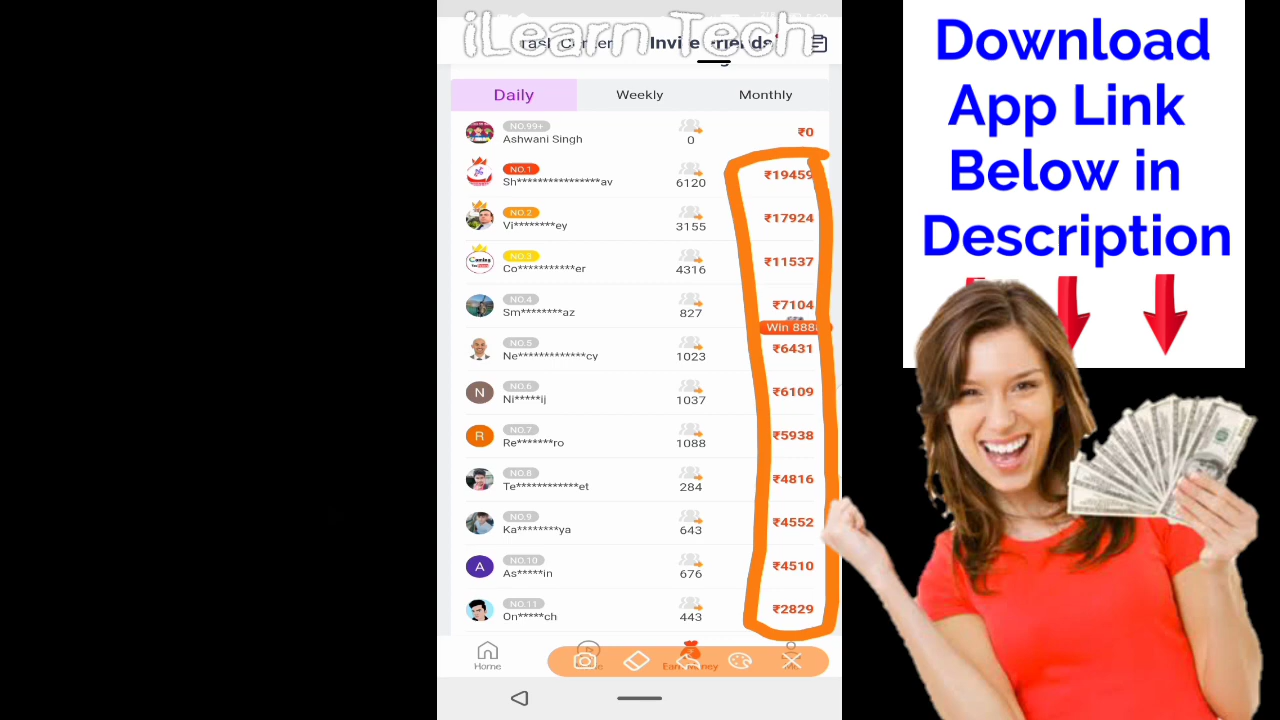 iLearn Tech
Task Center Invite Friends
Daily Weekly Monthly
NO.99+
Ashwani Singh 0 ₹0
NO.1
Sh****************av 6120 ₹19459
NO.2
Vi********ey 3155 ₹17924
NO.3
Co***********er 4316 ₹11537
NO.4
Sm********az 827 ₹7104
Win 888
NO.5
Ne*************cy 1023 ₹6431
NO.6
Ni*****ij 1037 ₹6109
NO.7
Re*******ro 1088 ₹5938
NO.8
Te************et 284 ₹4816
NO.9
Ka********ya 643 ₹4552
NO.10
As*****in 676 ₹4510
NO.11
On*****ch 443 ₹2829
Home Earn Money
Download
App Link
Below in
Description